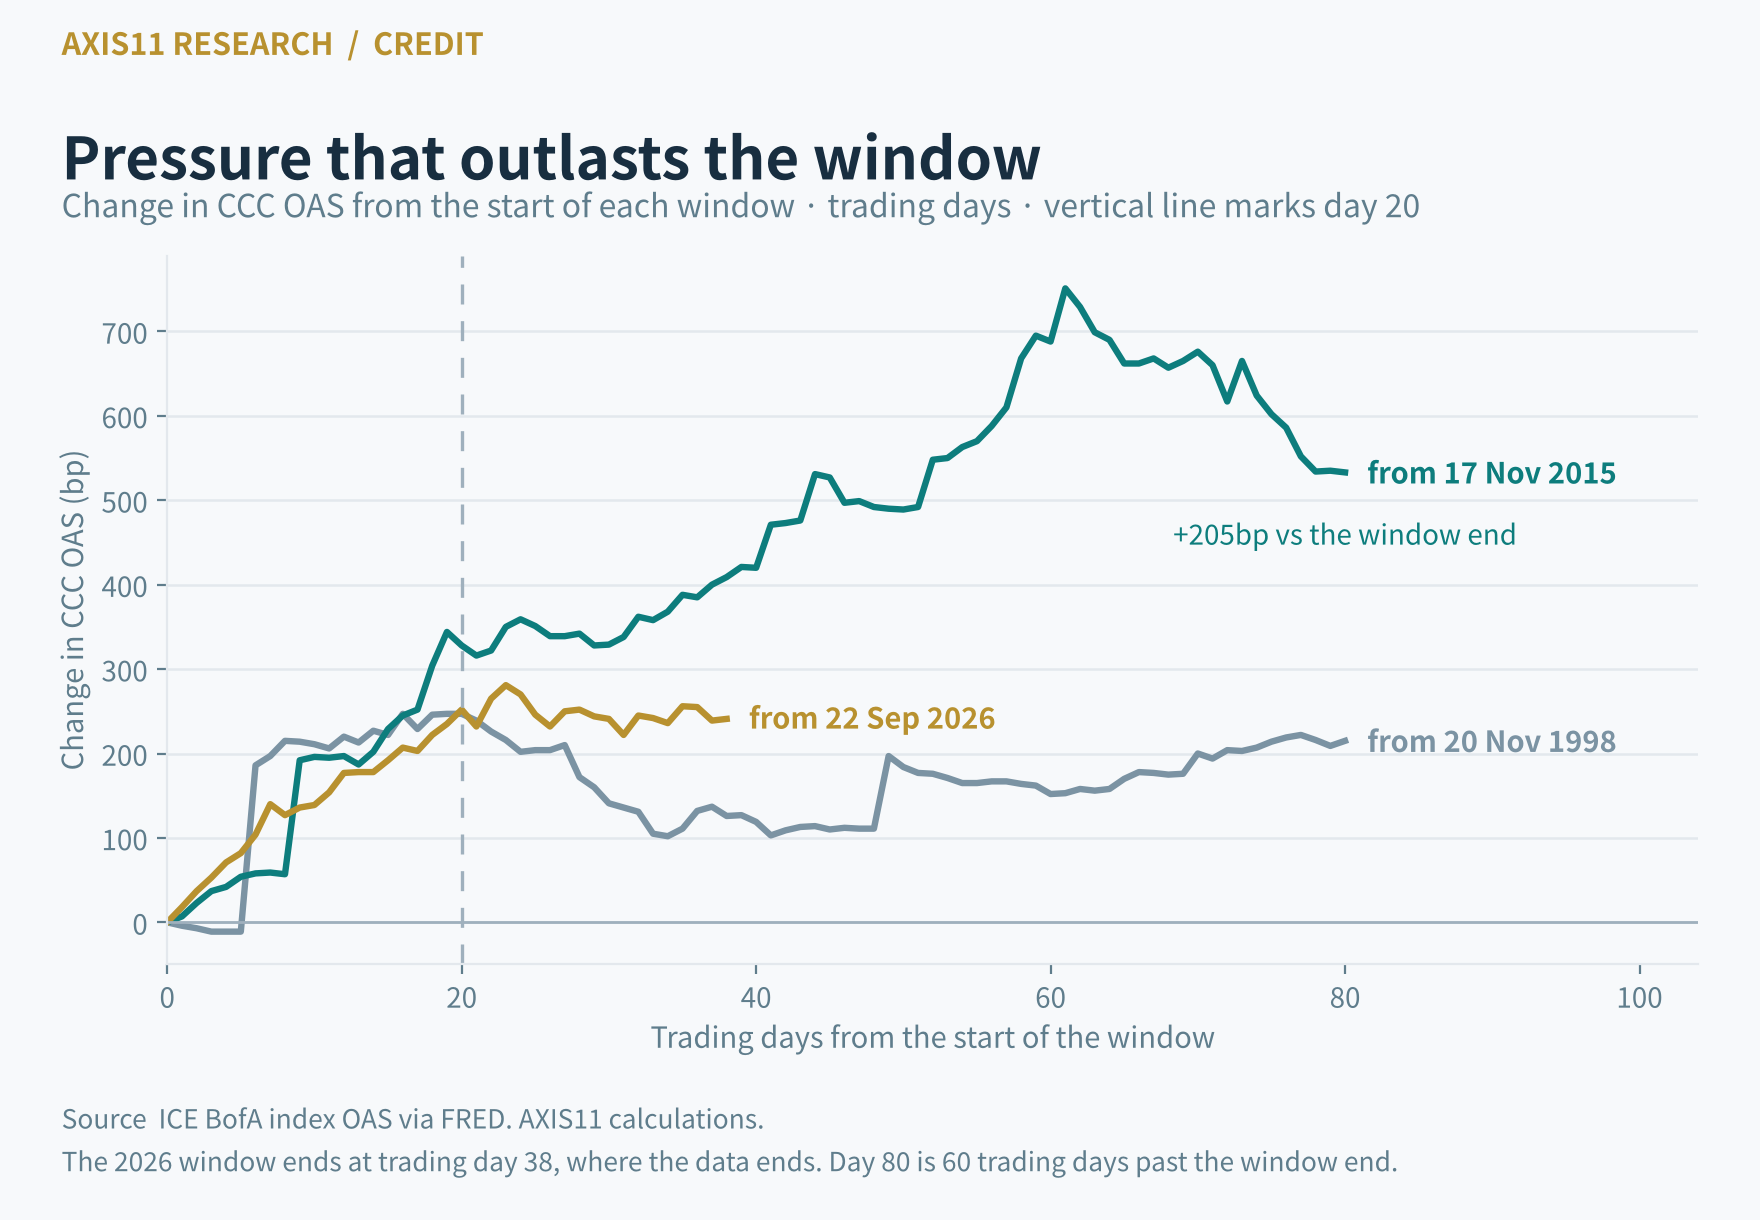 AXIS11 RESEARCH / CREDIT
Pressure that outlasts the window
Change in CCC OAS from the start of each window · trading days · vertical line marks day 20
Change in CCC OAS (bp)
700
600
500
400
300
200
100
0
from 17 Nov 2015
+205bp vs the window end
from 22 Sep 2026
from 20 Nov 1998
0 20 40 60 80 100
Trading days from the start of the window
Source ICE BofA index OAS via FRED. AXIS11 calculations.
The 2026 window ends at trading day 38, where the data ends. Day 80 is 60 trading days past the window end.